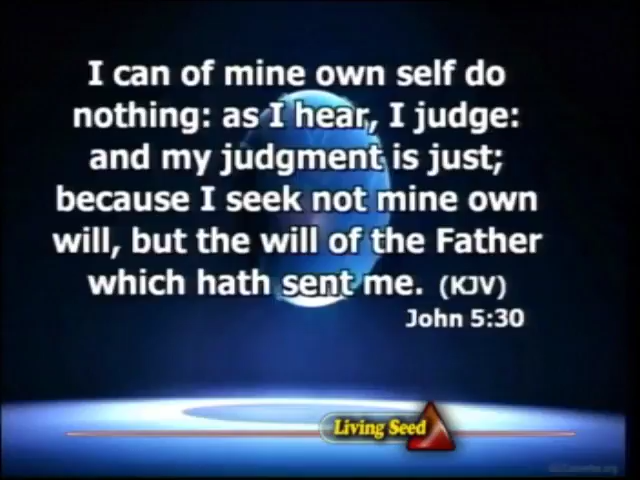 I can of mine own self do
nothing: as I hear, I judge:
and my judgment is just;
because I seek not mine own
will, but the will of the Father
which hath sent me. (KJV)
John 5:30
Living Seed